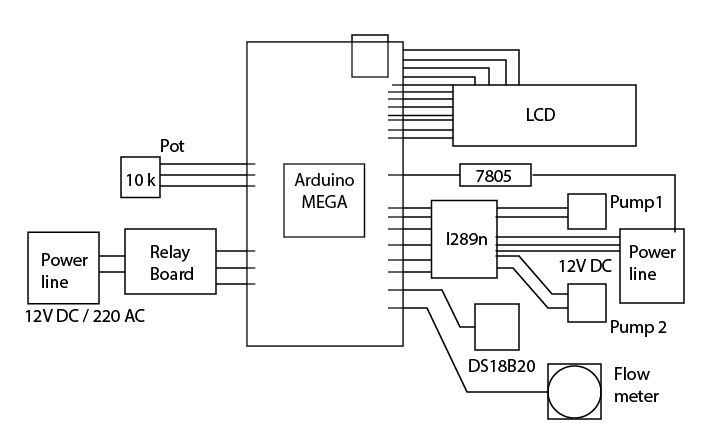 LCD
Pot
10 k
Arduino
MEGA
7805
Pump1
l289n
Relay
Board
Power
line
12V DC / 220 AC
12V DC
Power
line
Pump 2
DS18B20
Flow
meter